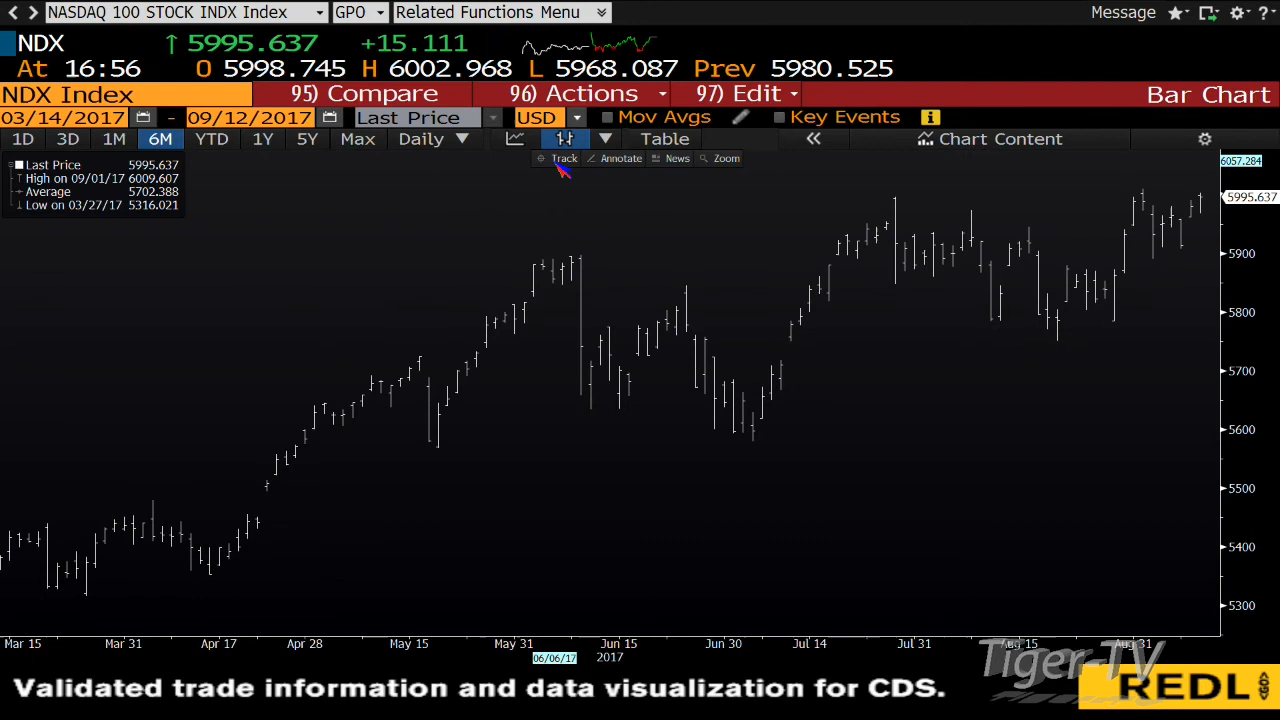 NASDAQ 100 STOCK INDX Index GPO Related Functions Menu Message ?
NDX 5995.637 +15.111
At 16:56 O 5998.745 H 6002.968 L 5968.087 Prev 5980.525
NDX Index 95) Compare 96) Actions 97) Edit Bar Chart
03/14/2017 - 09/12/2017 Last Price USD Mov Avgs Key Events i
1D 3D 1M 6M YTD 1Y 5Y Max Daily Table Chart Content
Track Annotate News Zoom
Last Price 5995.637
High on 09/01/17 6009.607
Average 5702.388
Low on 03/27/17 5316.021
6057.284
5995.637
5900
5800
5700
5600
5500
5400
5300
Mar 15 Mar 31 Apr 17 Apr 28 May 15 May 31 Jun 15 Jun 30 Jul 14 Jul 31 Aug 15 Aug 31
06/06/17 2017
Tiger-TV
Validated trade information and data visualization for CDS.
REDL GO